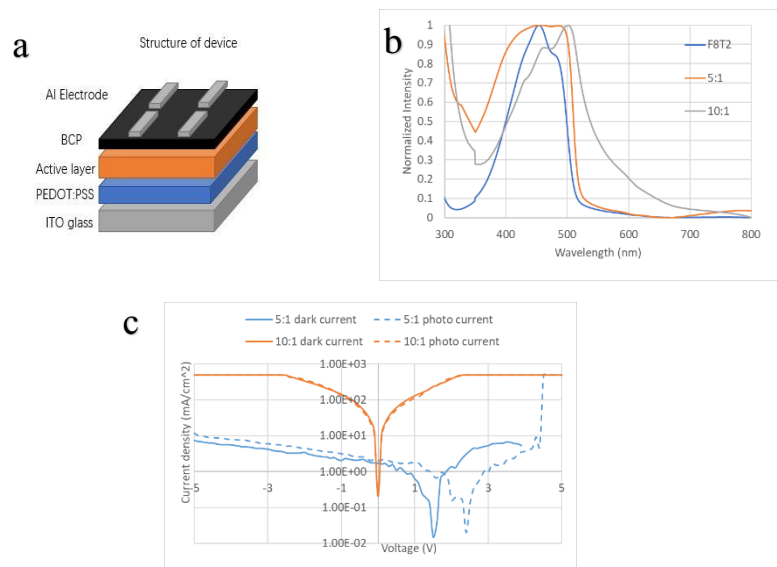 a
Structure of device
Al Electrode
BCP
Active layer
PEDOT:PSS
ITO glass
b
Normalized Intensity
1
0.9
0.8
0.7
0.6
0.5
0.4
0.3
0.2
0.1
0
300 400 500 600 700 800
Wavelength (nm)
F8T2
5:1
10:1
c
5:1 dark current 5:1 photo current
10:1 dark current 10:1 photo current
Current density (mA/cm^2)
1.00E+03
1.00E+02
1.00E+01
1.00E+00
1.00E-01
1.00E-02
-5 -3 -1 1 3 5
Voltage (V)